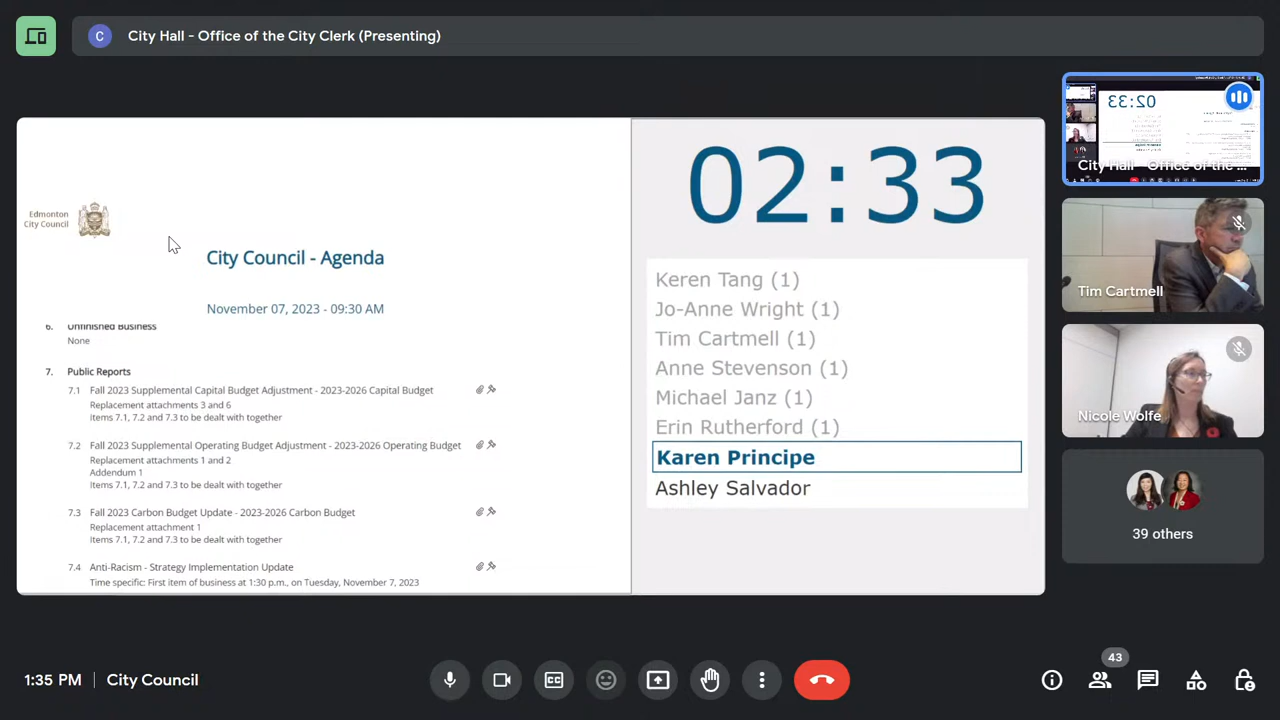 C
City Hall - Office of the City Clerk (Presenting)
Edmonton
City Council
City Council - Agenda
November 07, 2023 - 09:30 AM
6. Unfinished Business
None
7. Public Reports
7.1 Fall 2023 Supplemental Capital Budget Adjustment - 2023-2026 Capital Budget
Replacement attachments 3 and 6
Items 7.1, 7.2 and 7.3 to be dealt with together
7.2 Fall 2023 Supplemental Operating Budget Adjustment - 2023-2026 Operating Budget
Replacement attachments 1 and 2
Addendum 1
Items 7.1, 7.2 and 7.3 to be dealt with together
7.3 Fall 2023 Carbon Budget Update - 2023-2026 Carbon Budget
Replacement attachment 1
Items 7.1, 7.2 and 7.3 to be dealt with together
7.4 Anti-Racism - Strategy Implementation Update
Time specific: First item of business at 1:30 p.m., on Tuesday, November 7, 2023
02:33
Keren Tang (1)
Jo-Anne Wright (1)
Tim Cartmell (1)
Anne Stevenson (1)
Michael Janz (1)
Erin Rutherford (1)
Karen Principe
Ashley Salvador
02:33
City Hall - Office of the ...
Tim Cartmell
Nicole Wolfe
39 others
1:35 PM | City Council
CC
43